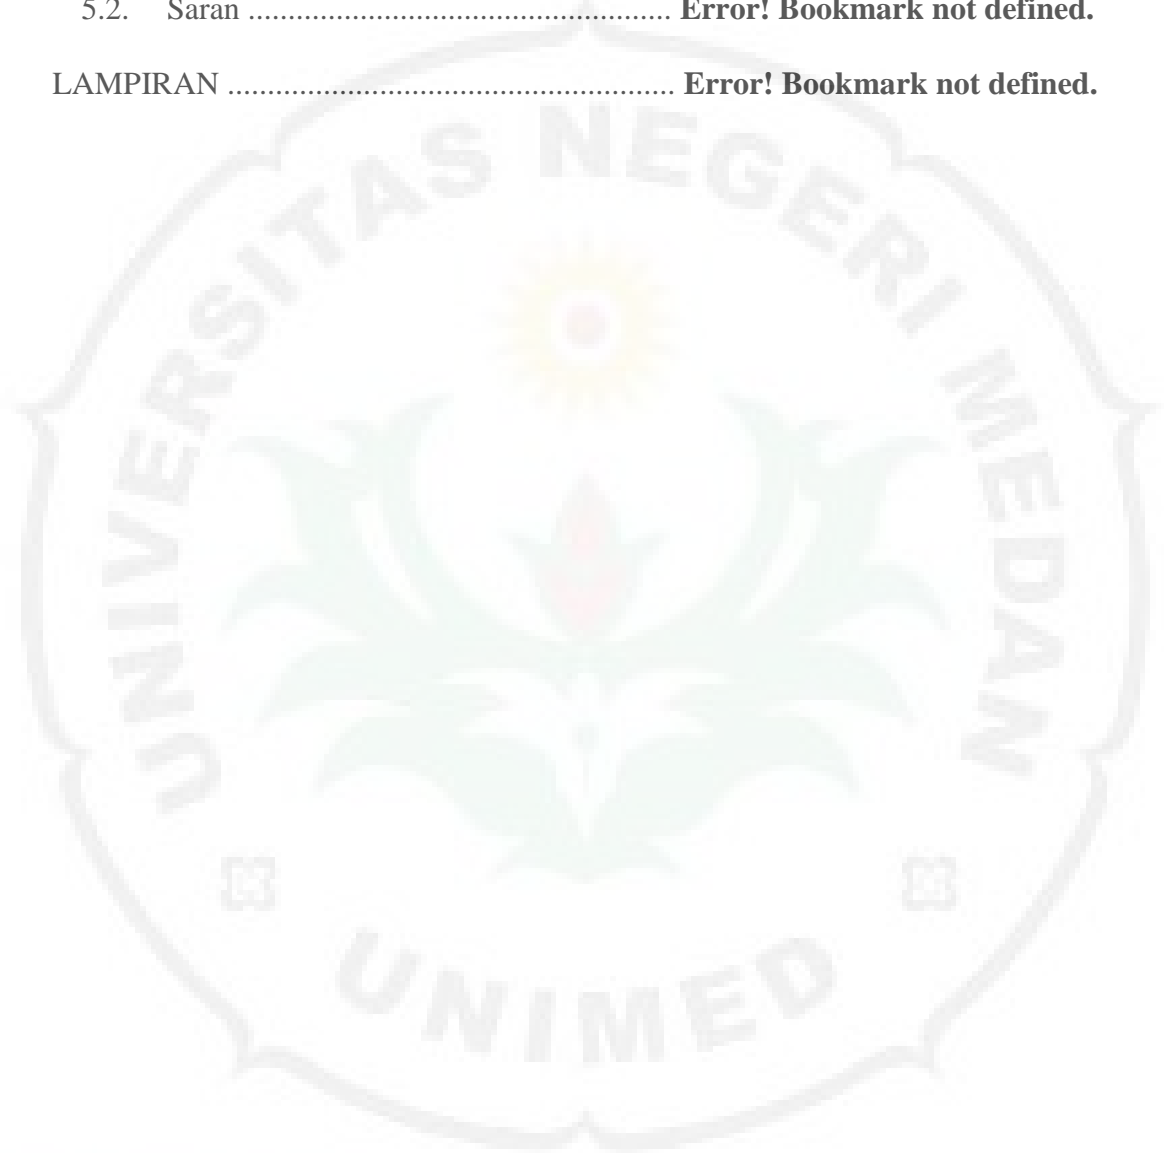 5.2. Saran ...................................................... Error! Bookmark not defined.
LAMPIRAN ......................................................... Error! Bookmark not defined.
UNIVERSITAS NEGERI MEDAN
UNIMED